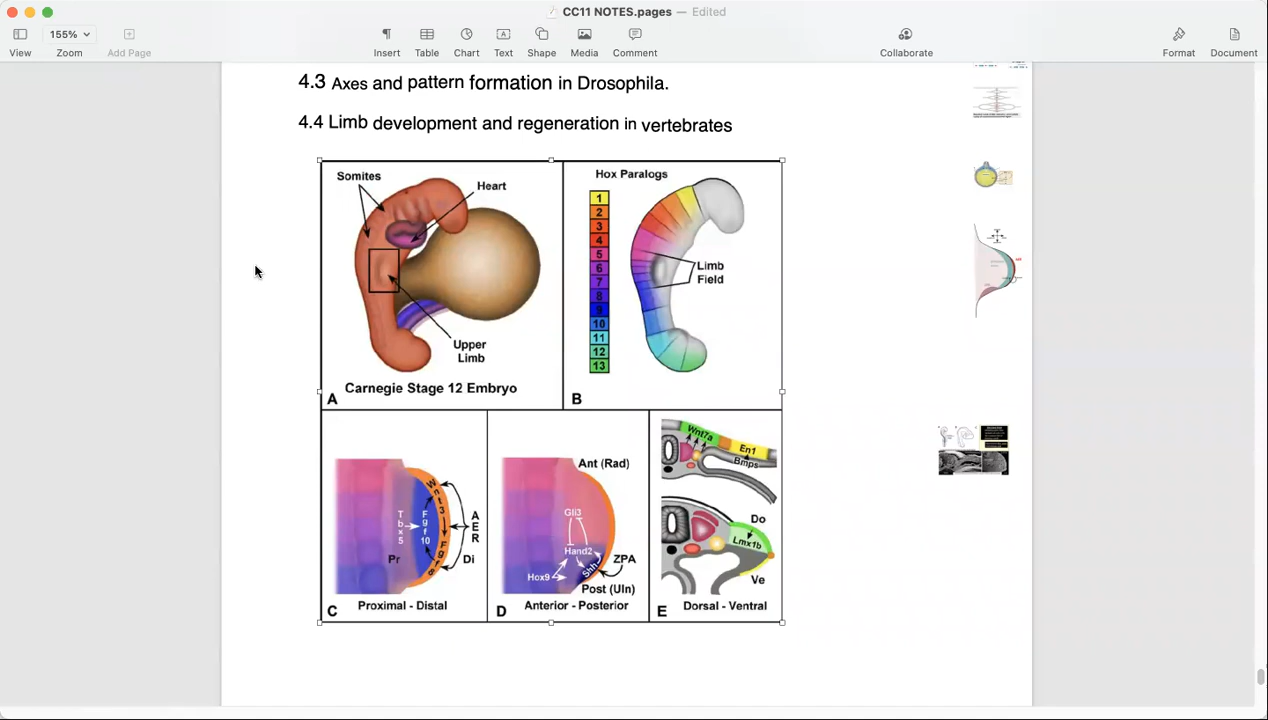 CC11 NOTES.pages — Edited
155%
View
Zoom
Add Page
Insert
Table
Chart
Text
Shape
Media
Comment
Collaborate
Format
Document
4.3 Axes and pattern formation in Drosophila.
4.4 Limb development and regeneration in vertebrates
Somites
Heart
Upper
Limb
Carnegie Stage 12 Embryo
A
Hox Paralogs
1
2
3
4
5
6
7
8
9
10
11
12
13
Limb
Field
B
Wnt3
Fgf8
Tbx5
Fgf10
AER
Pr
Di
C
Proximal - Distal
Ant (Rad)
Gli3
Hand2
Hox9
Shh
ZPA
Post (Uln)
D
Anterior - Posterior
Wnt7a
En1
Bmps
Do
Lmx1b
Ve
E
Dorsal - Ventral